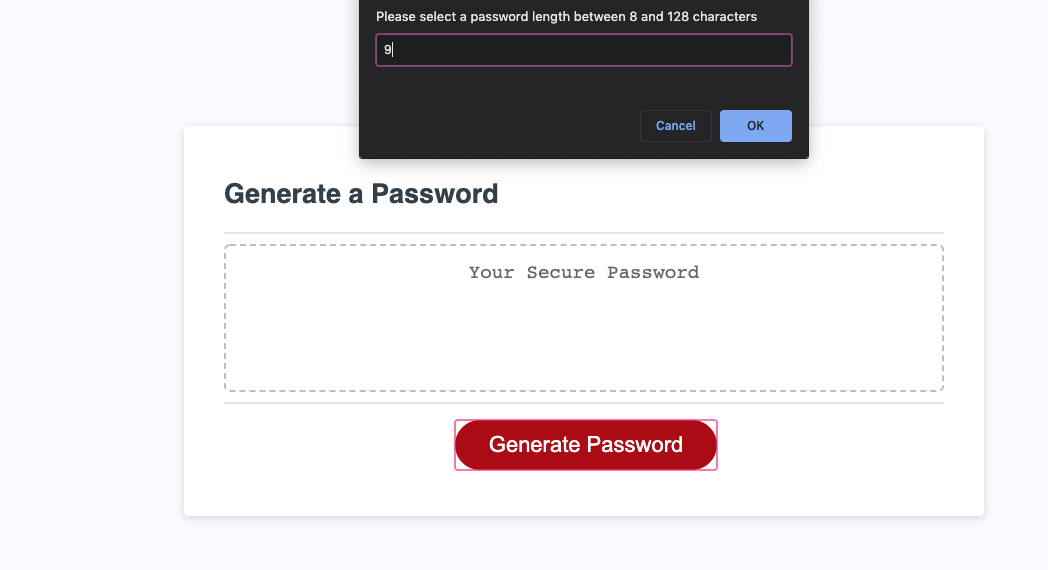 Please select a password length between 8 and 128 characters
9
Cancel OK
Generate a Password
Your Secure Password
Generate Password